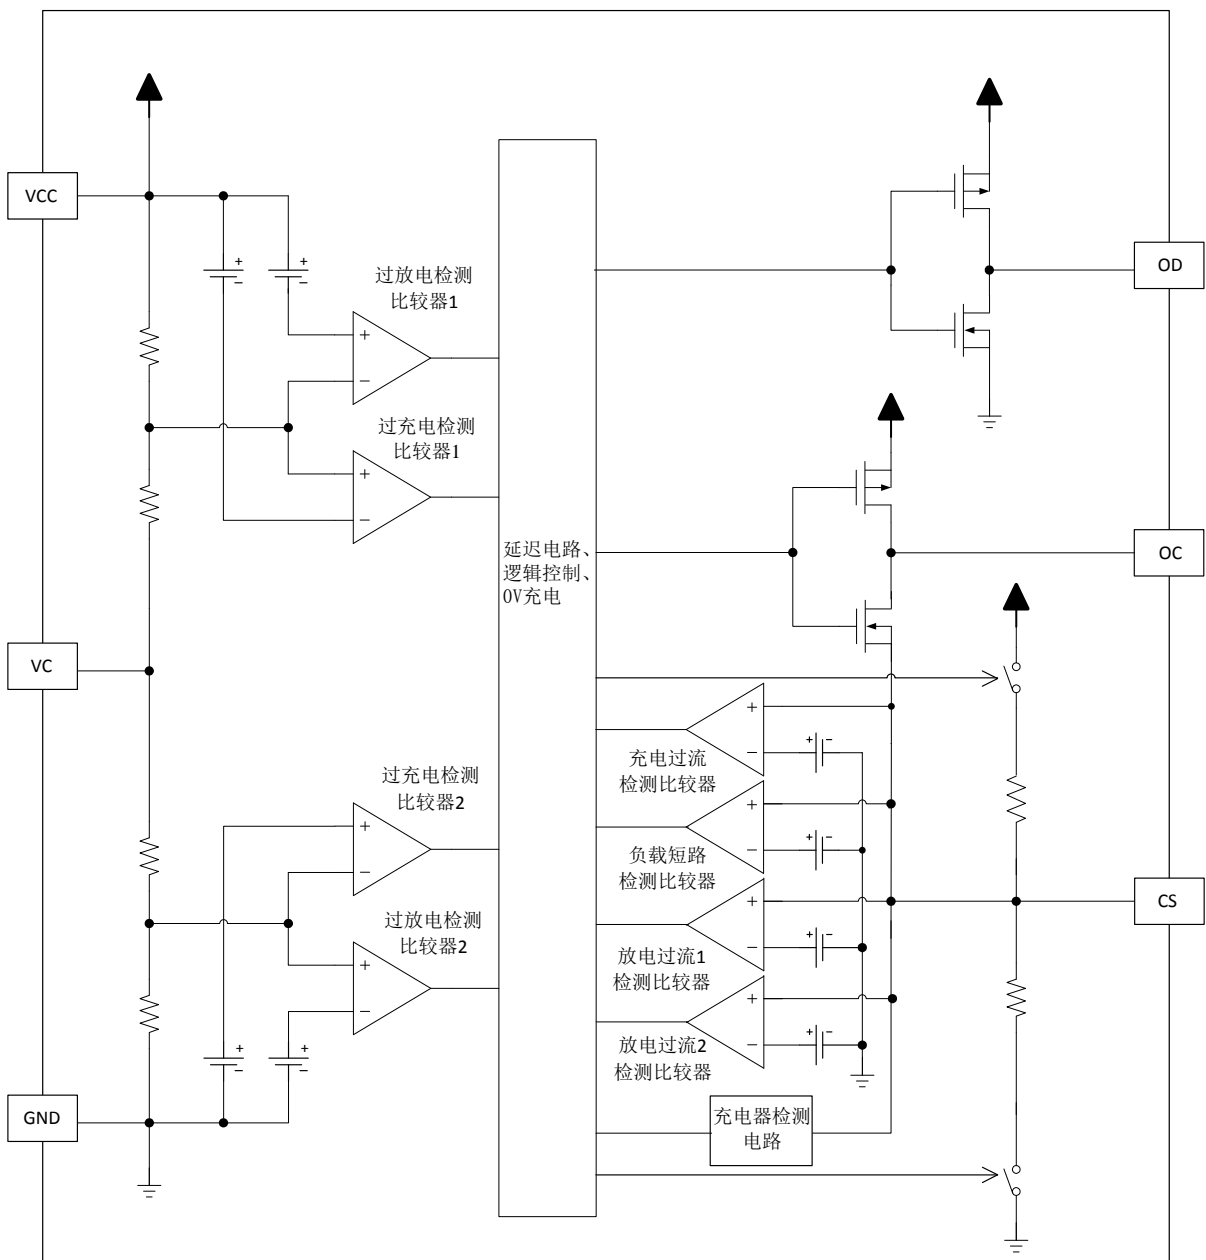 VCC
+
−
+
−
过放电检测
比较器1
+
−
过充电检测
比较器1
+
−
OD
延迟电路、
逻辑控制、
0V充电
OC
VC
+
−
+
−
充电过流
检测比较器
过充电检测
比较器2
+
−
+
−
+
−
负载短路
检测比较器
CS
过放电检测
比较器2
+
−
+
−
+
−
放电过流1
检测比较器
+
−
+
−
+
−
+
−
放电过流2
检测比较器
GND
充电器检测
电路